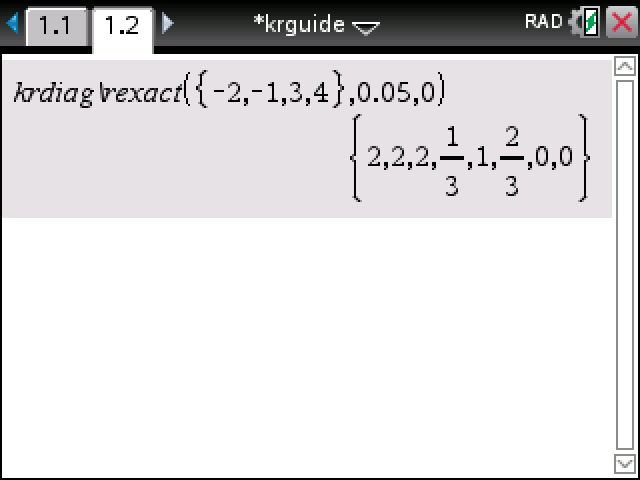 1.1 1.2 *krguide RAD
krdiag\rexact({-2,-1,3,4},0.05,0)
{2,2,2,1/3,1,2/3,0,0}